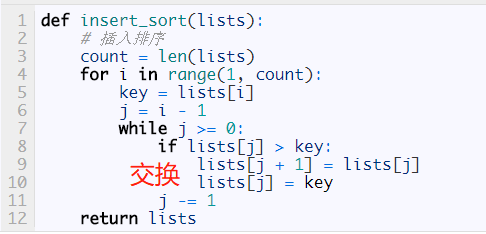 1 def insert_sort(lists):
2     # 插入排序
3     count = len(lists)
4     for i in range(1, count):
5         key = lists[i]
6         j = i - 1
7         while j >= 0:
8             if lists[j] > key:
9                 lists[j + 1] = lists[j]
交换
10                 lists[j] = key
11             j -= 1
12     return lists